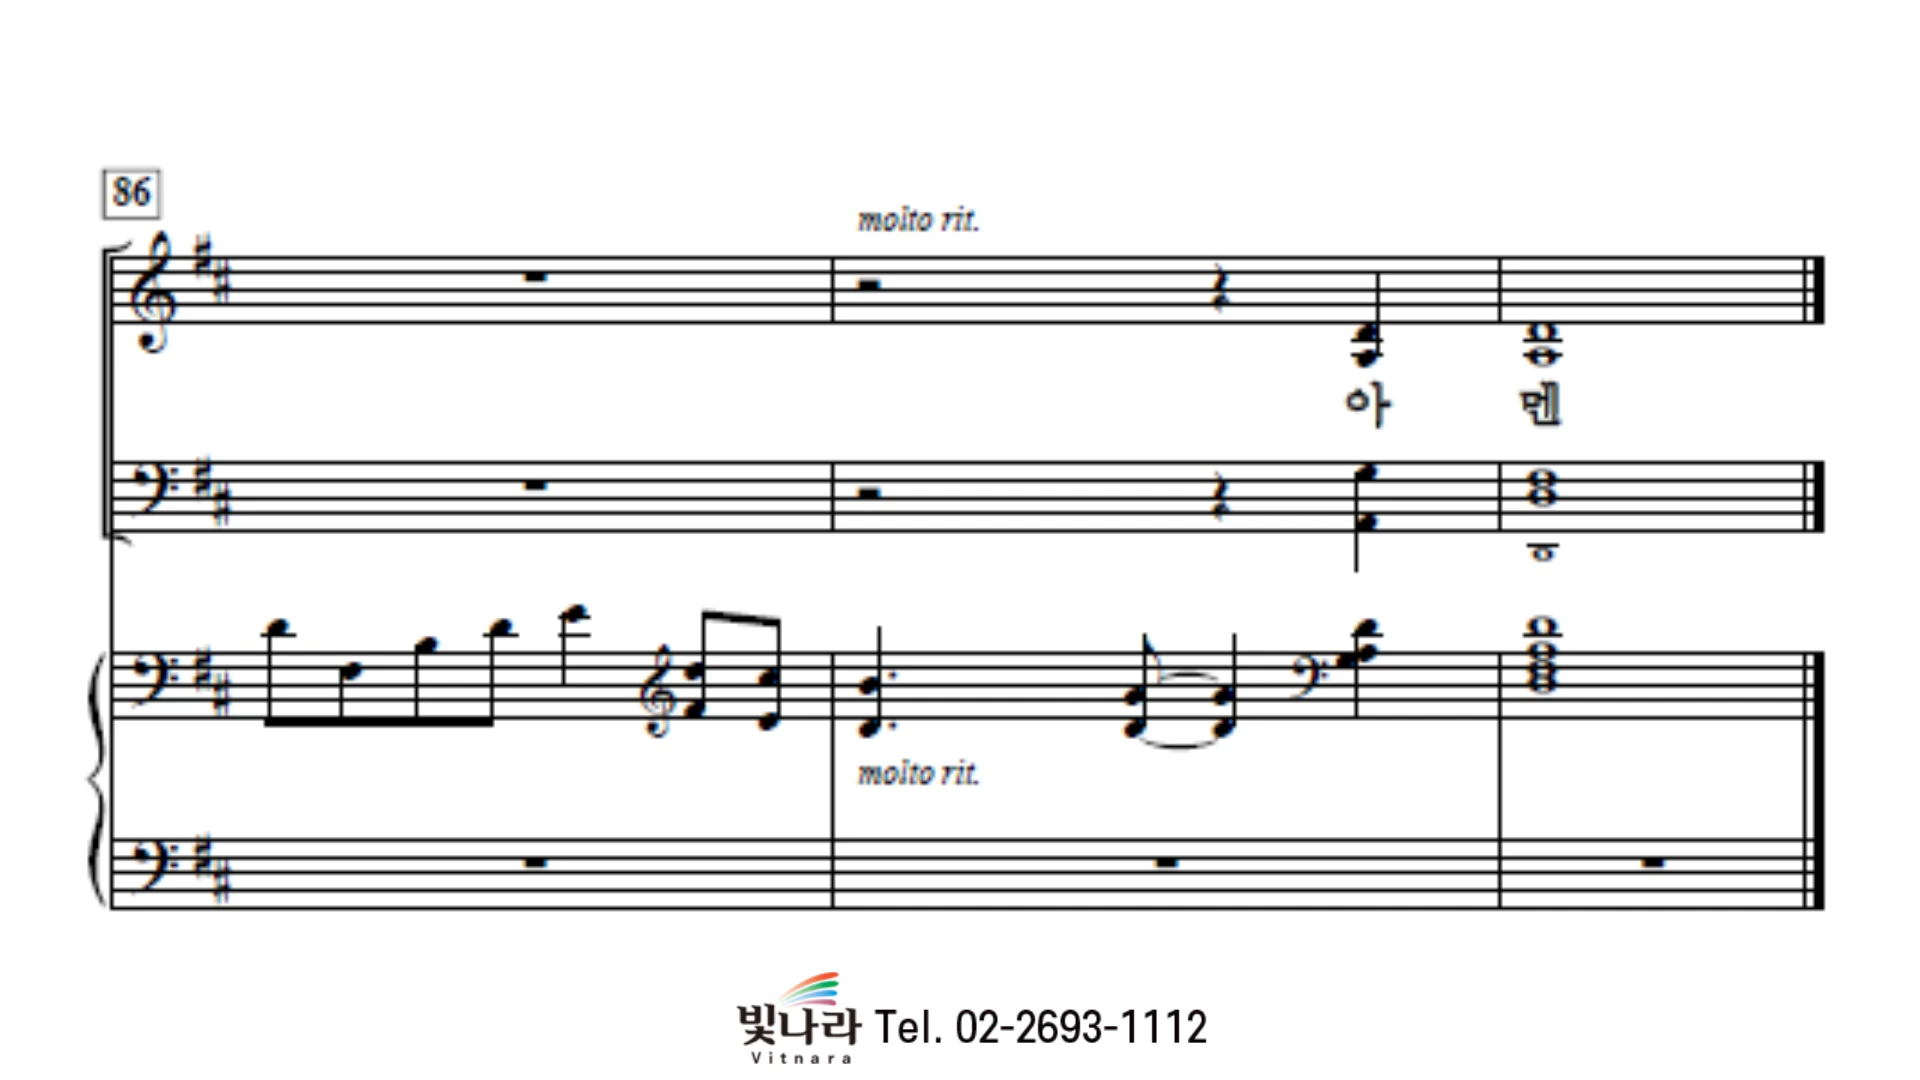 86
molto rit.
아 멘
molto rit.
빛나라 Tel. 02-2693-1112
Vitnara